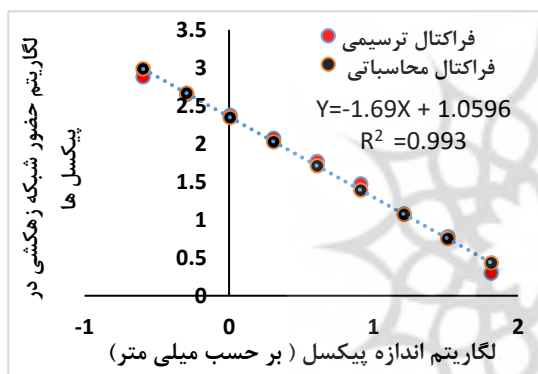 لگاریتم حضور شبکه زهکشی در
پیکسل ها
3.5
3
2.5
2
1.5
1
0.5
0
-1
0
1
2
فراکتال ترسیمی
فراکتال محاسباتی
Y=-1.69X + 1.0596
R² =0.993
لگاریتم اندازه پیکسل ( بر حسب میلی متر)